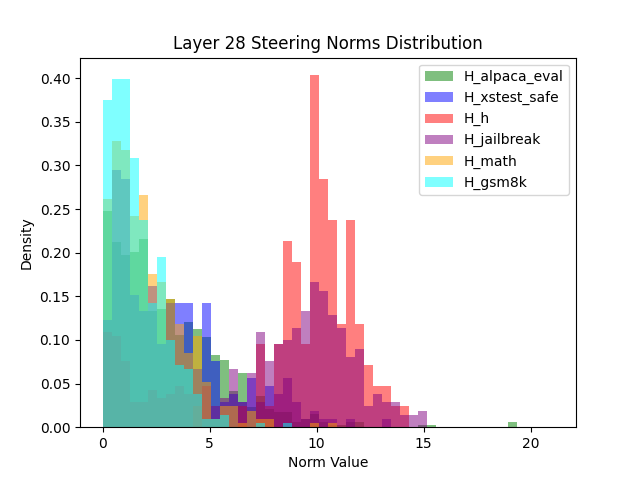 Layer 28 Steering Norms Distribution
H_alpaca_eval
H_xstest_safe
H_h
H_jailbreak
H_math
H_gsm8k
Density
0.40
0.35
0.30
0.25
0.20
0.15
0.10
0.05
0.00
0
5
10
15
20
Norm Value